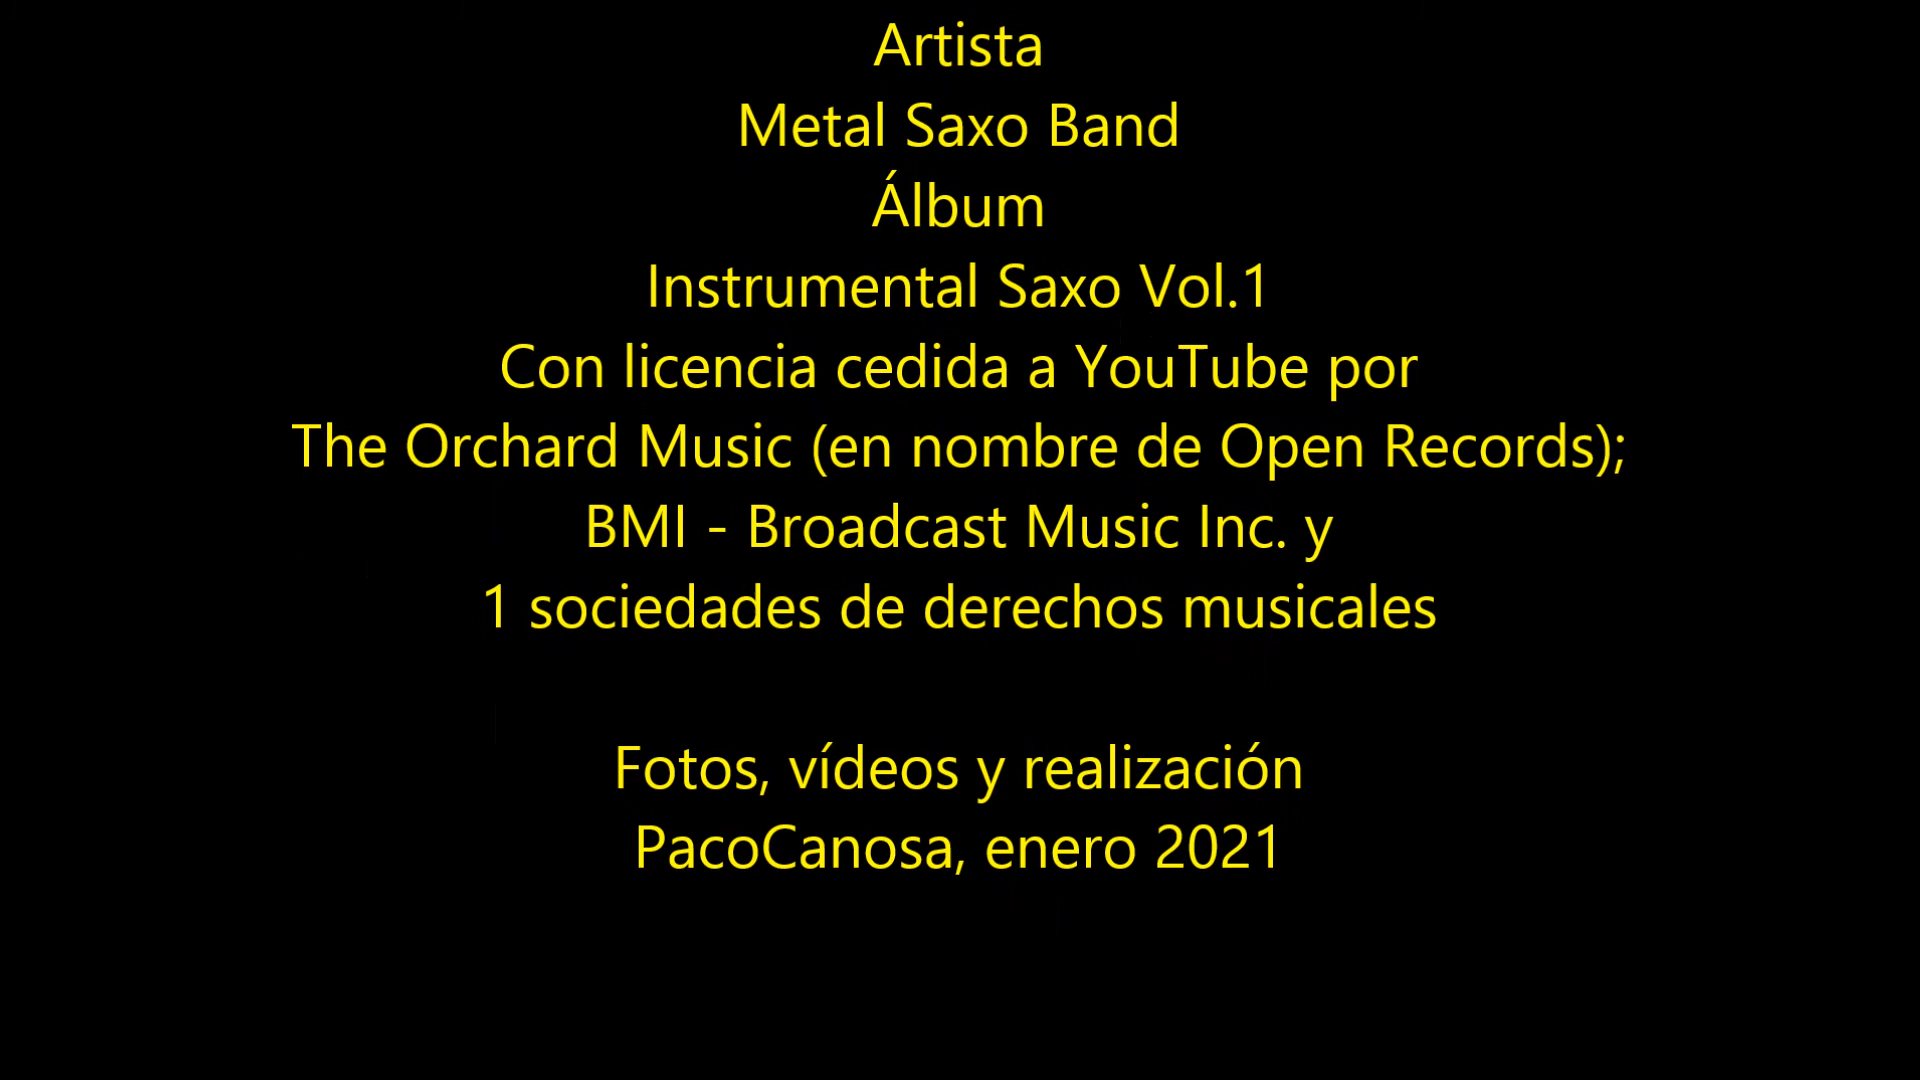 Artista
Metal Saxo Band
Álbum
Instrumental Saxo Vol.1
Con licencia cedida a YouTube por
The Orchard Music (en nombre de Open Records);
BMI - Broadcast Music Inc. y
1 sociedades de derechos musicales
Fotos, vídeos y realización
PacoCanosa, enero 2021